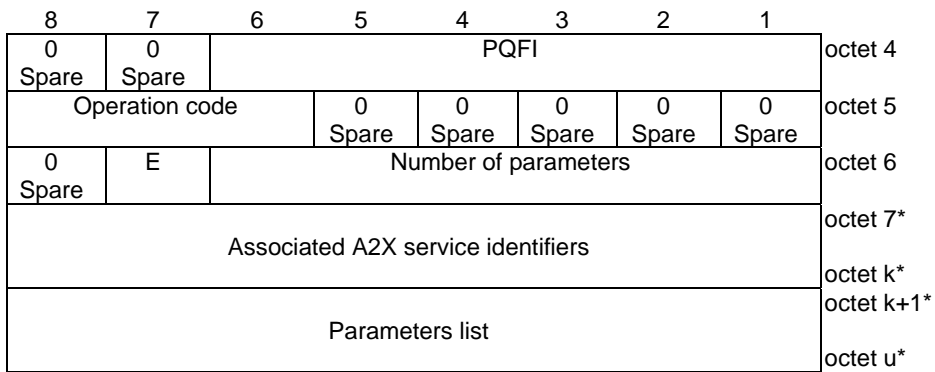 8 7 6 5 4 3 2 1
0 0 PQFI octet 4
Spare Spare
Operation code 0 0 0 0 0 octet 5
Spare Spare Spare Spare Spare
0 E Number of parameters octet 6
Spare
octet 7*
Associated A2X service identifiers
octet k*
octet k+1*
Parameters list
octet u*